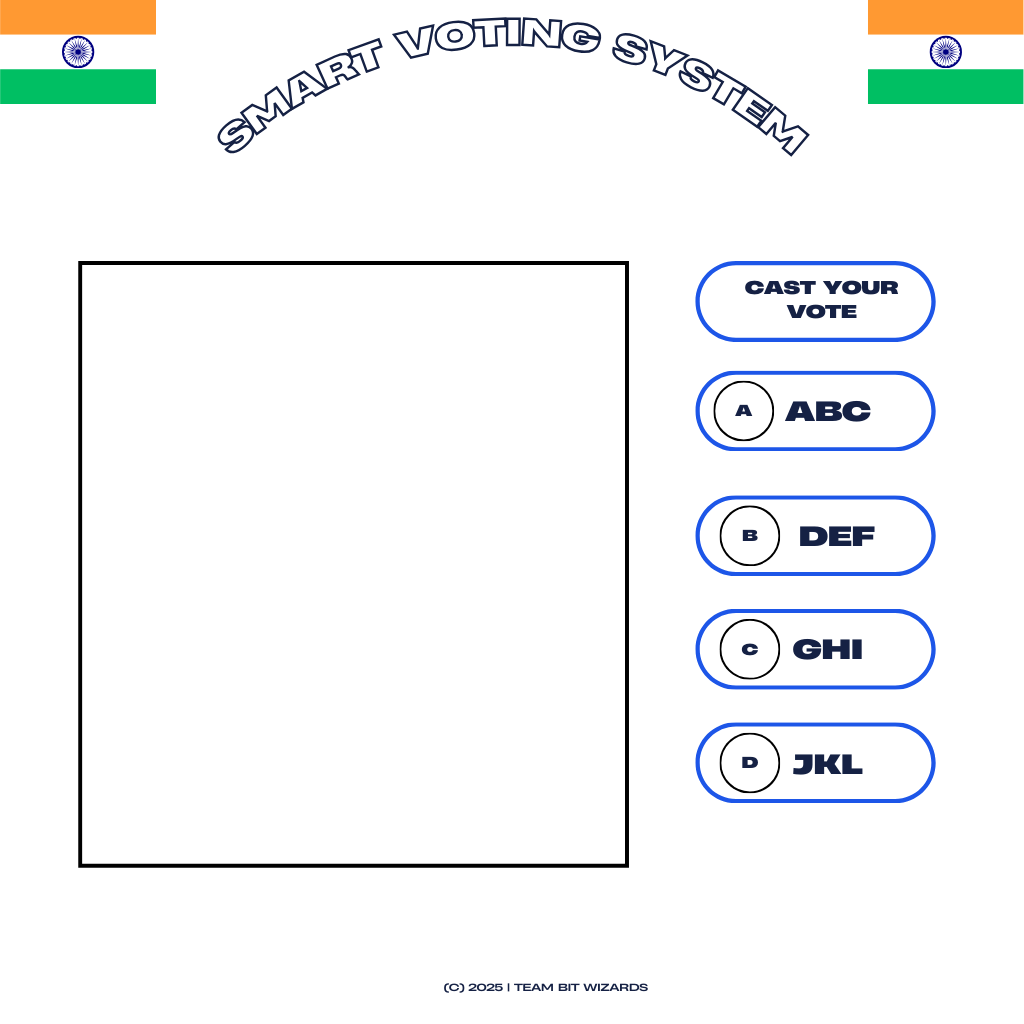 SMART VOTING SYSTEM
CAST YOUR
VOTE
A ABC
B DEF
C GHI
D JKL
(C) 2025 | TEAM BIT WIZARDS